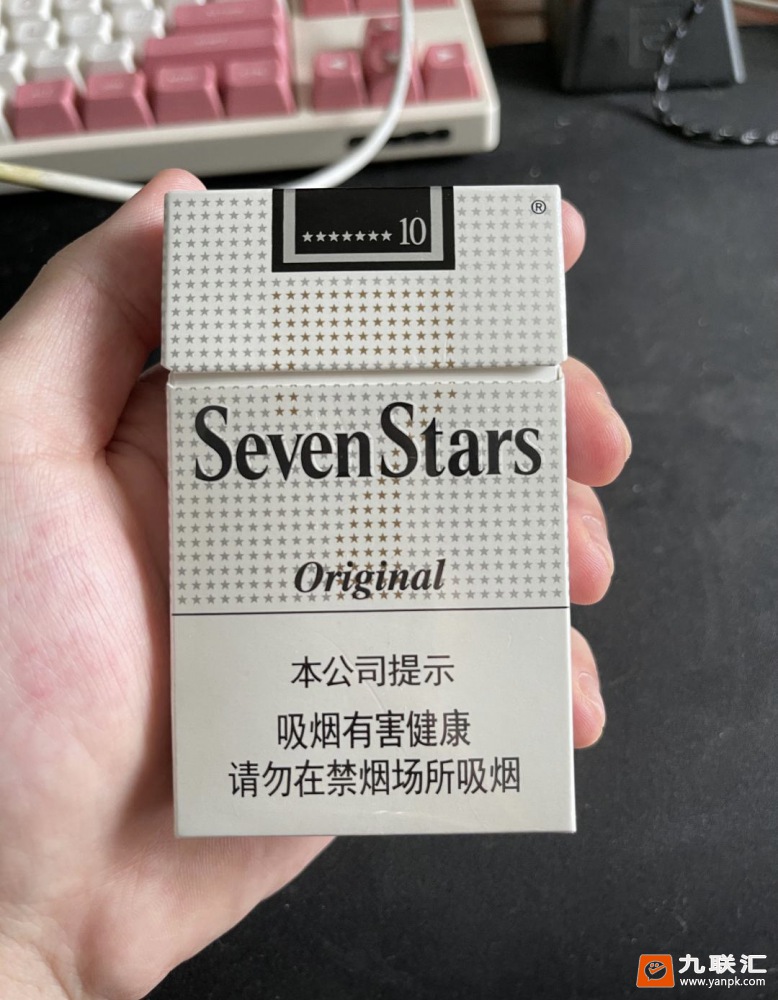 ★★★★★★★ 10
®
Seven Stars
Original
本公司提示
吸烟有害健康
请勿在禁烟场所吸烟
九联汇
www.yanpk.com